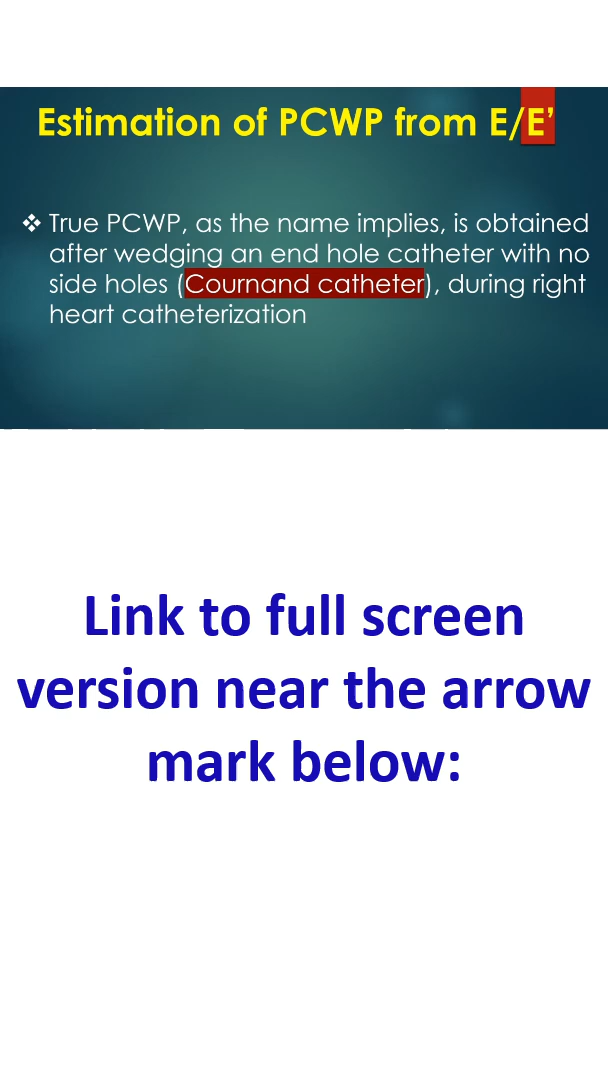 Estimation of PCWP from E/E’
❖ True PCWP, as the name implies, is obtained
after wedging an end hole catheter with no
side holes (Cournand catheter), during right
heart catheterization
Link to full screen
version near the arrow
mark below: